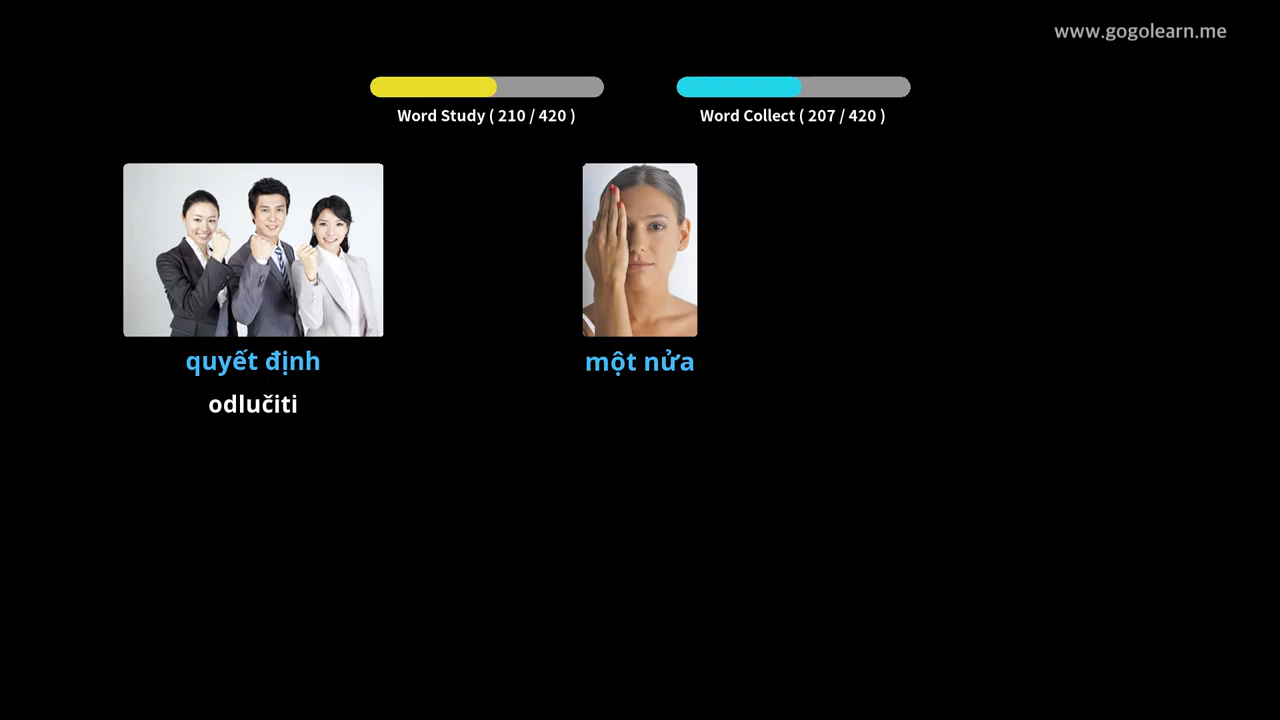 www.gogolearn.me
Word Study ( 210 / 420 )
Word Collect ( 207 / 420 )
quyết định
odlučiti
một nửa